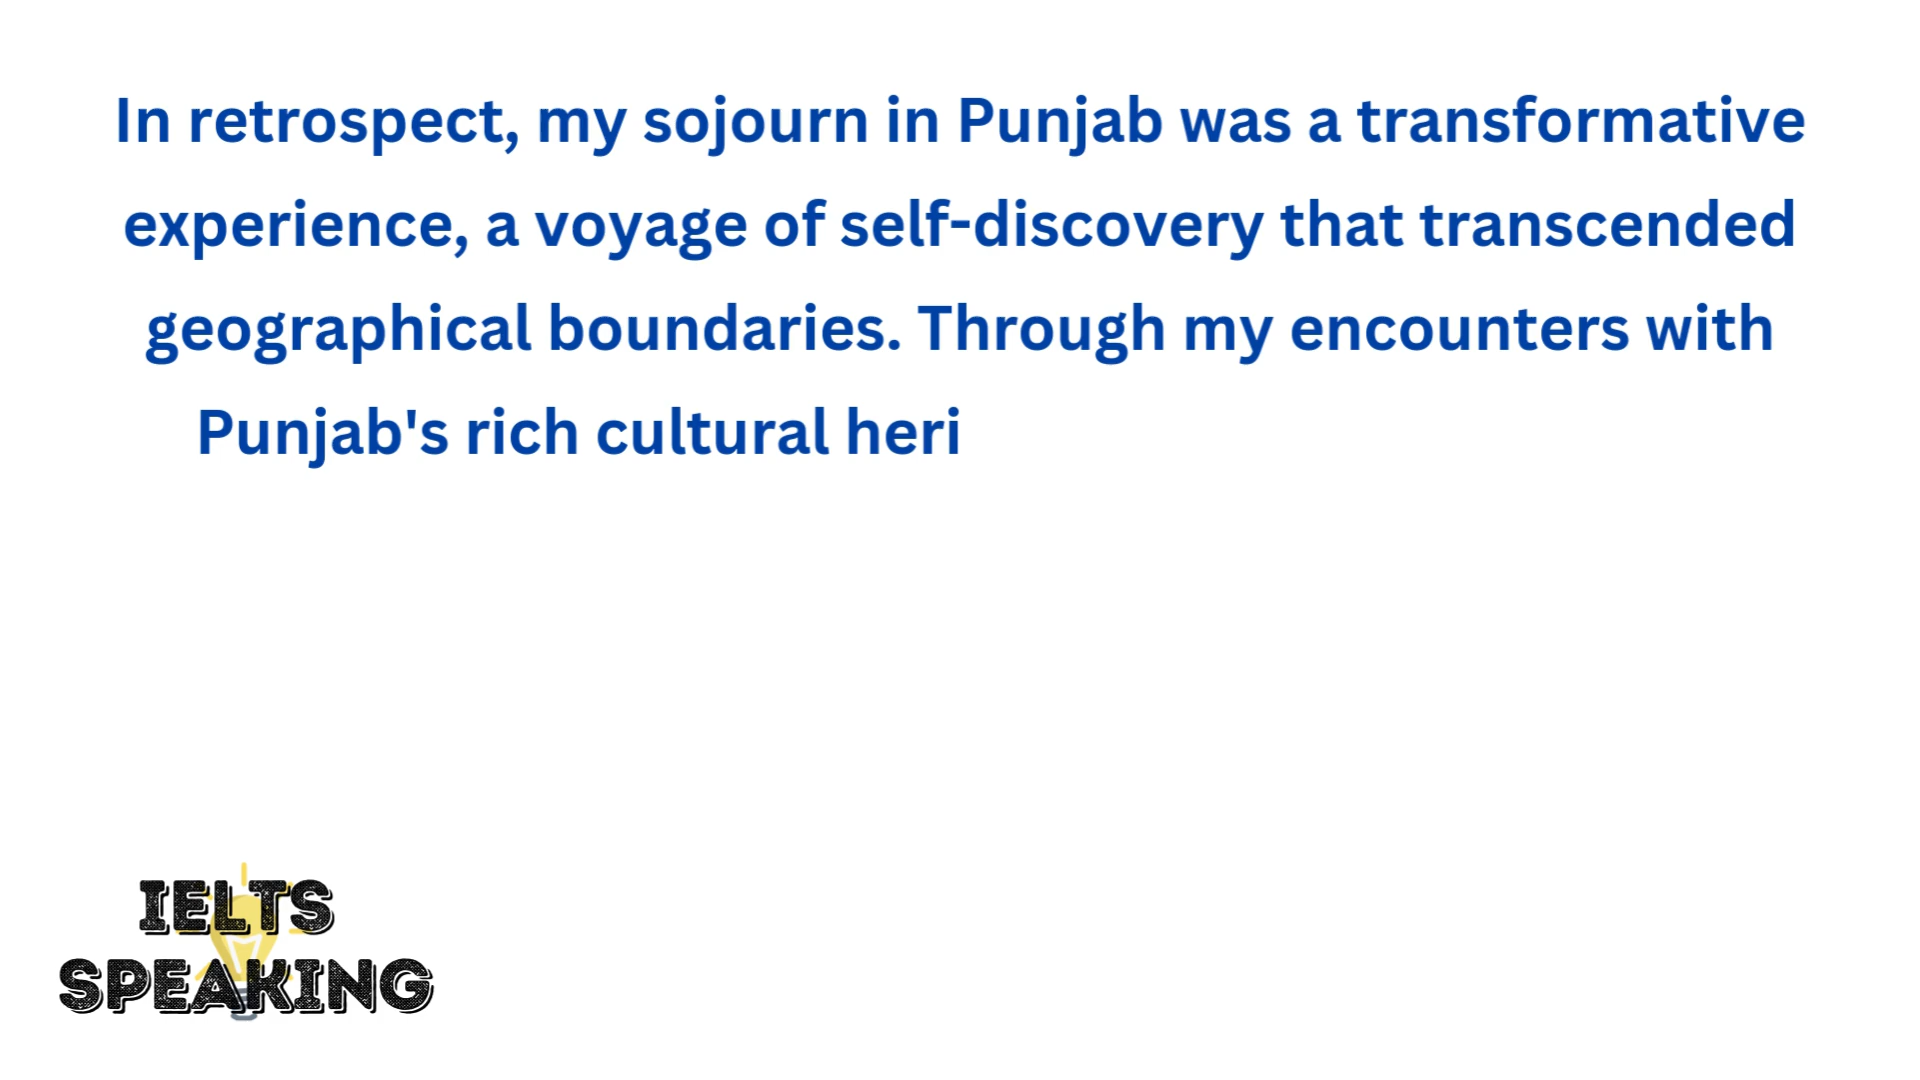 In retrospect, my sojourn in Punjab was a transformative
experience, a voyage of self-discovery that transcended
geographical boundaries. Through my encounters with
Punjab's rich cultural heri
IELTS
SPEAKING